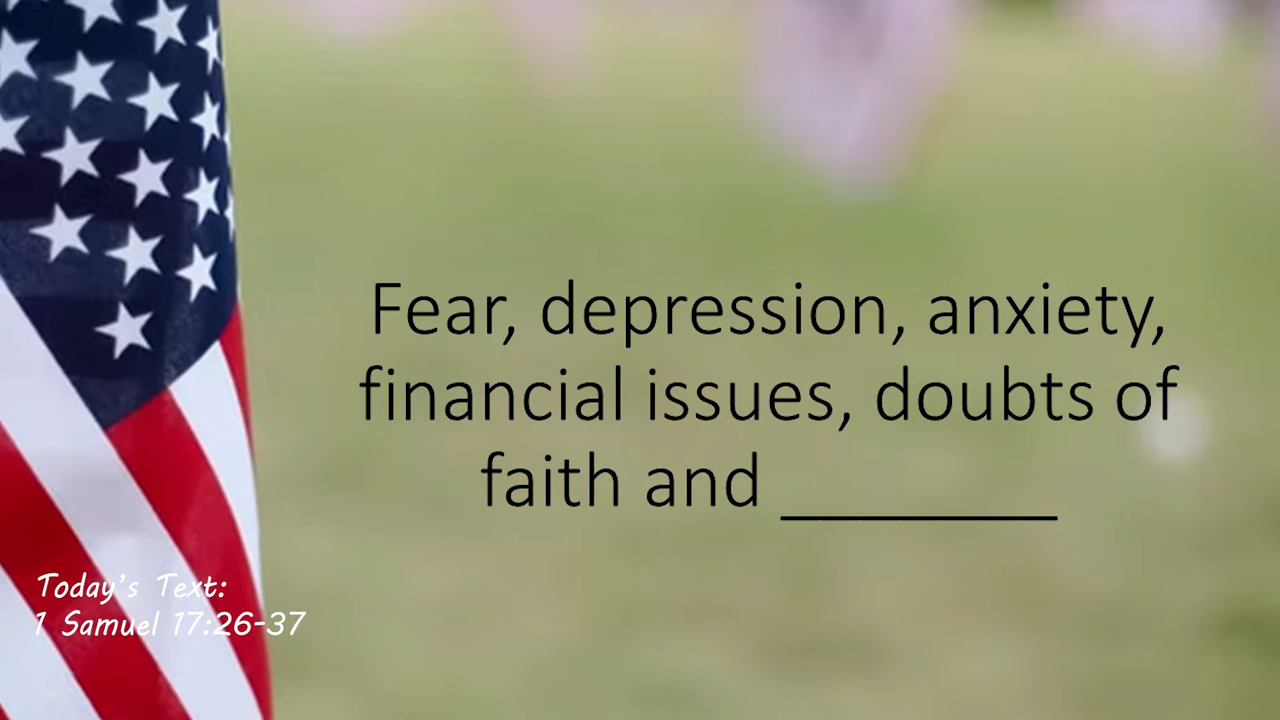 Fear, depression, anxiety,
financial issues, doubts of
faith and ________
Today's Text:
1 Samuel 17:26-37